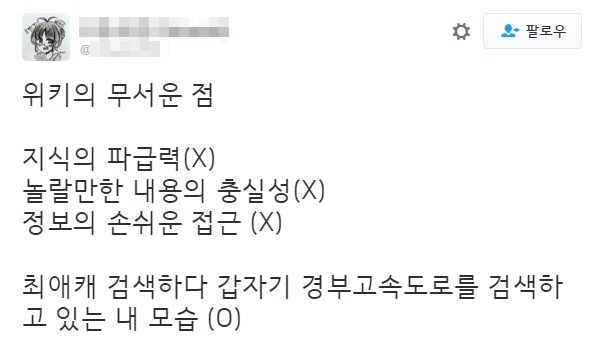 @
팔로우
위키의 무서운 점
지식의 파급력(X)
놀랄만한 내용의 충실성(X)
정보의 손쉬운 접근 (X)
최애캐 검색하다 갑자기 경부고속도로를 검색하
고 있는 내 모습 (O)